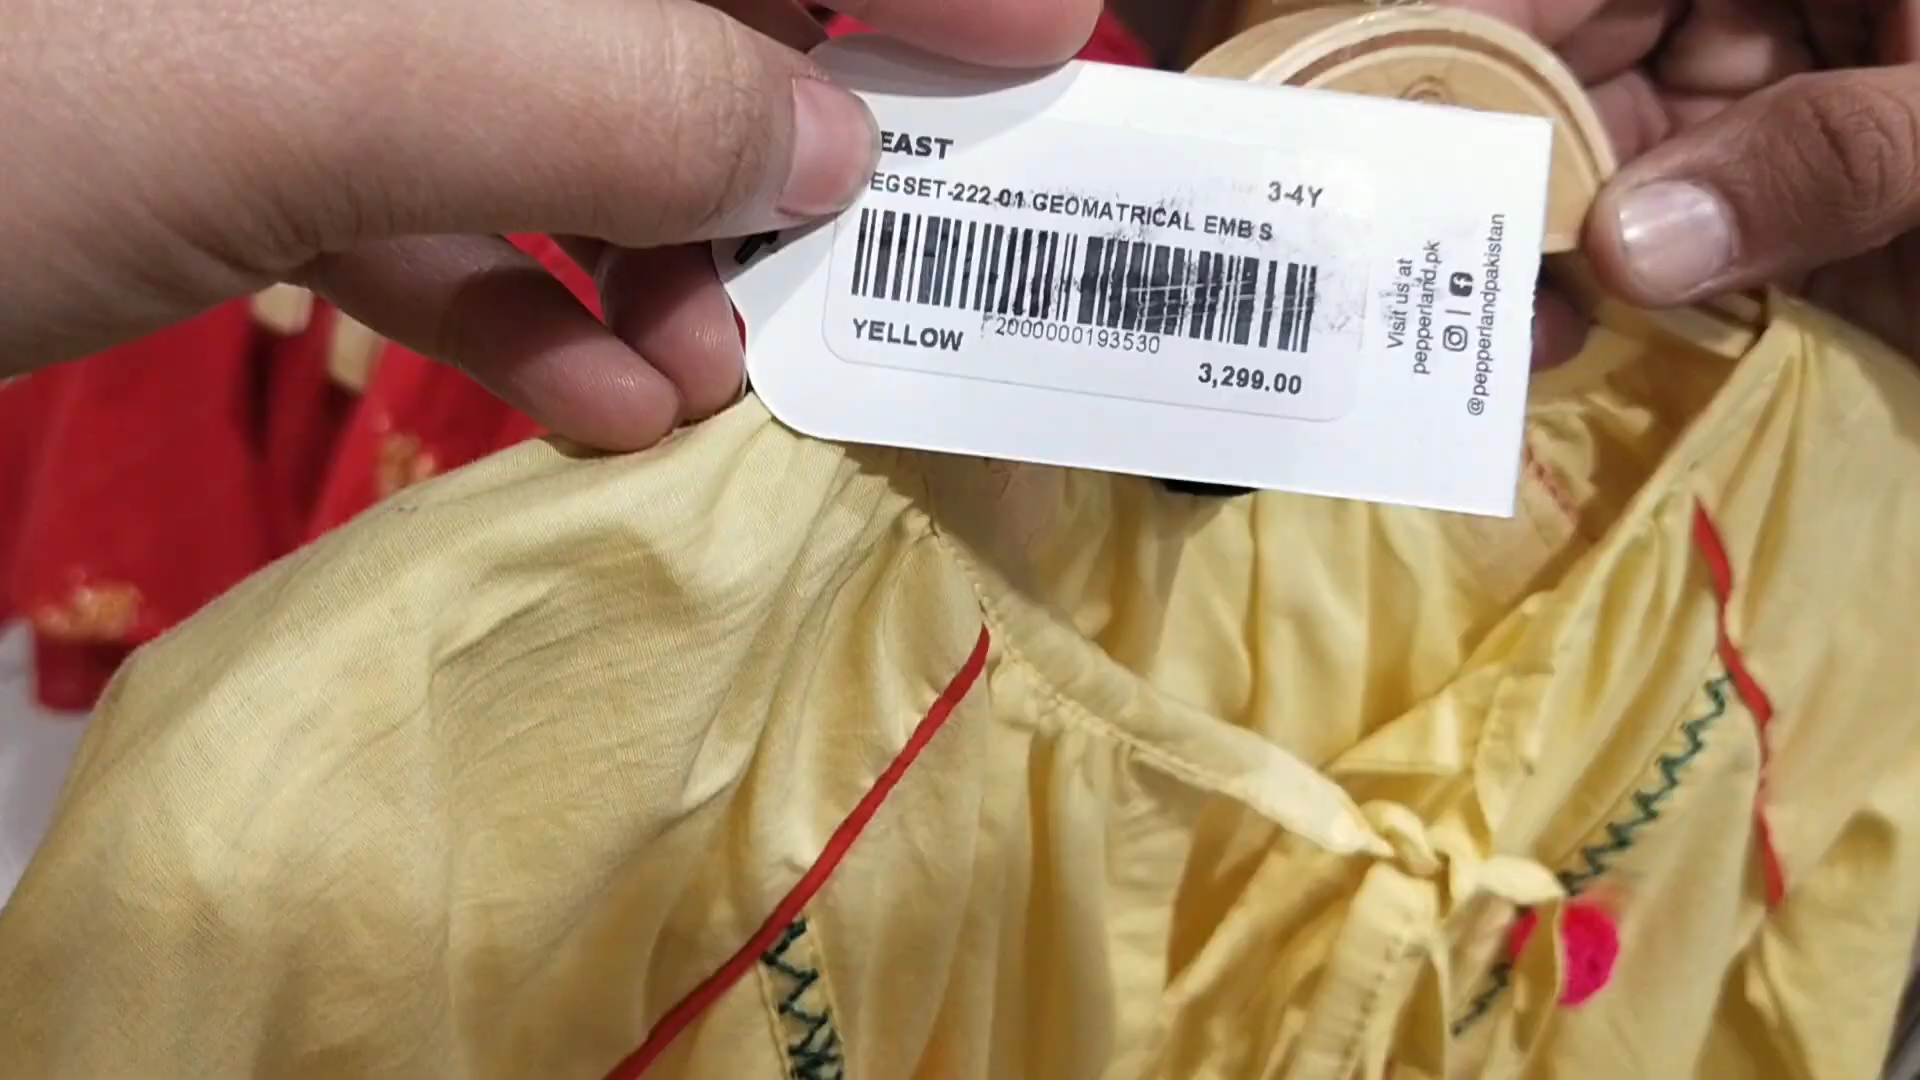 EAST
EGSET-222-01 GEOMATRICAL EMB S
3-4Y
2000000193530
YELLOW
3,299.00
Visit us at
pepperland.pk
@pepperlandpakistan